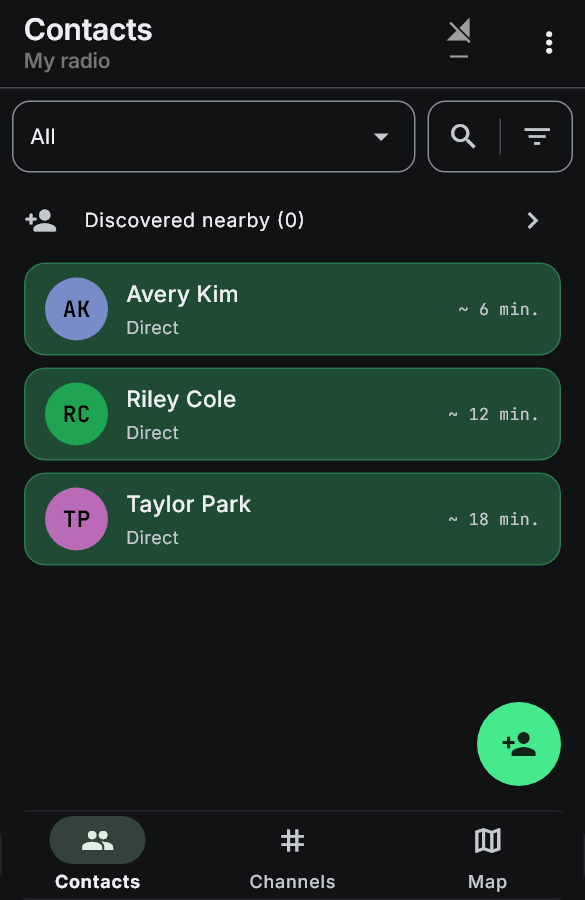 Contacts
My radio
All
Discovered nearby (0)
AK
Avery Kim
Direct
~ 6 min.
RC
Riley Cole
Direct
~ 12 min.
TP
Taylor Park
Direct
~ 18 min.
Contacts
Channels
Map